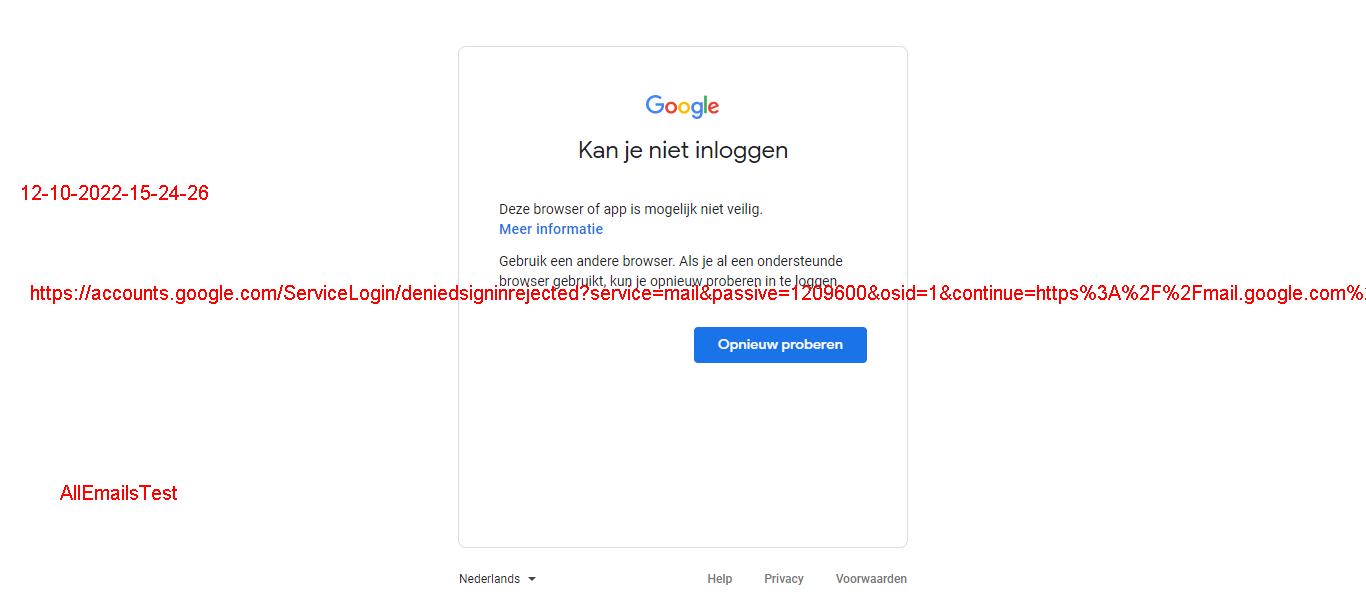 Google
Kan je niet inloggen
12-10-2022-15-24-26
Deze browser of app is mogelijk niet veilig.
Meer informatie
Gebruik een andere browser. Als je al een ondersteunde
browser gebruikt, kun je opnieuw proberen in te loggen.
https://accounts.google.com/ServiceLogin/deniedsigninrejected?service=mail&passive=1209600&osid=1&continue=https%3A%2F%2Fmail.google.com%
Opnieuw proberen
AllEmailsTest
Nederlands
Help
Privacy
Voorwaarden